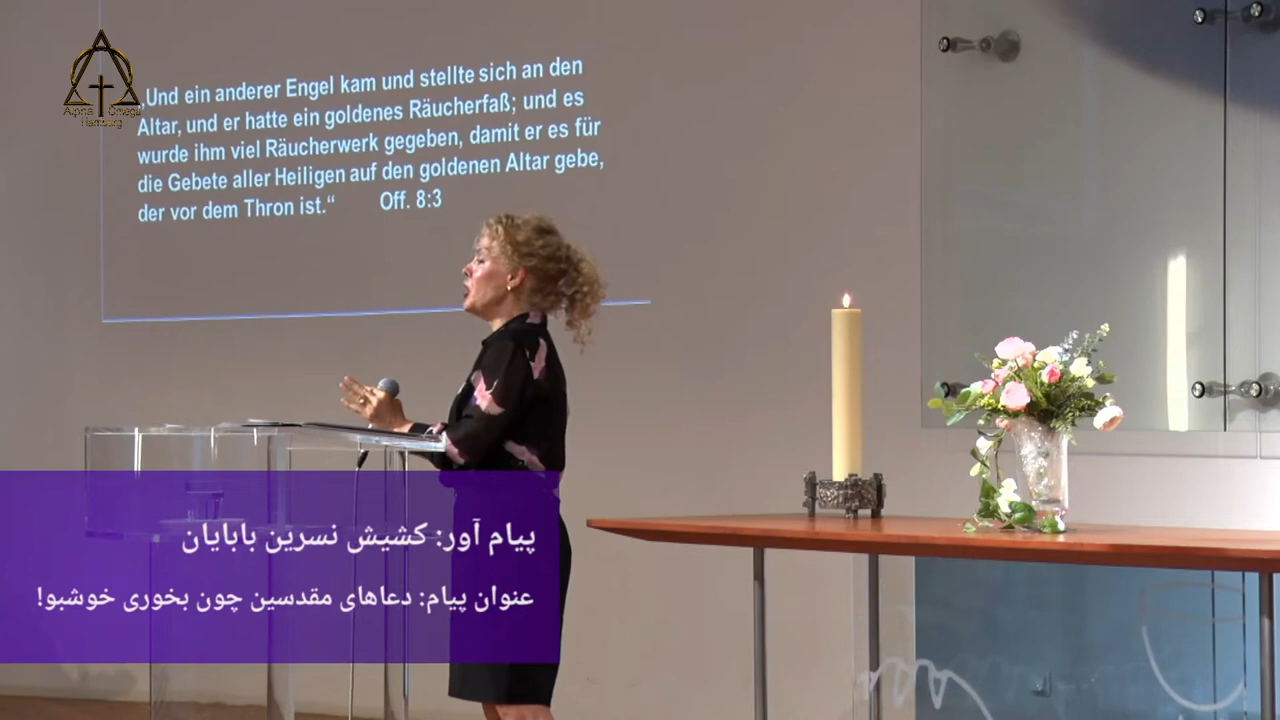 Alpha Omega
Hamburg
„Und ein anderer Engel kam und stellte sich an den
Altar, und er hatte ein goldenes Räucherfaß; und es
wurde ihm viel Räucherwerk gegeben, damit er es für
die Gebete aller Heiligen auf den goldenen Altar gebe,
der vor dem Thron ist.“ Off. 8:3
پیام آور: کشیش نسرین بابایان
عنوان پیام: دعاهای مقدسین چون بخوری خوشبو!